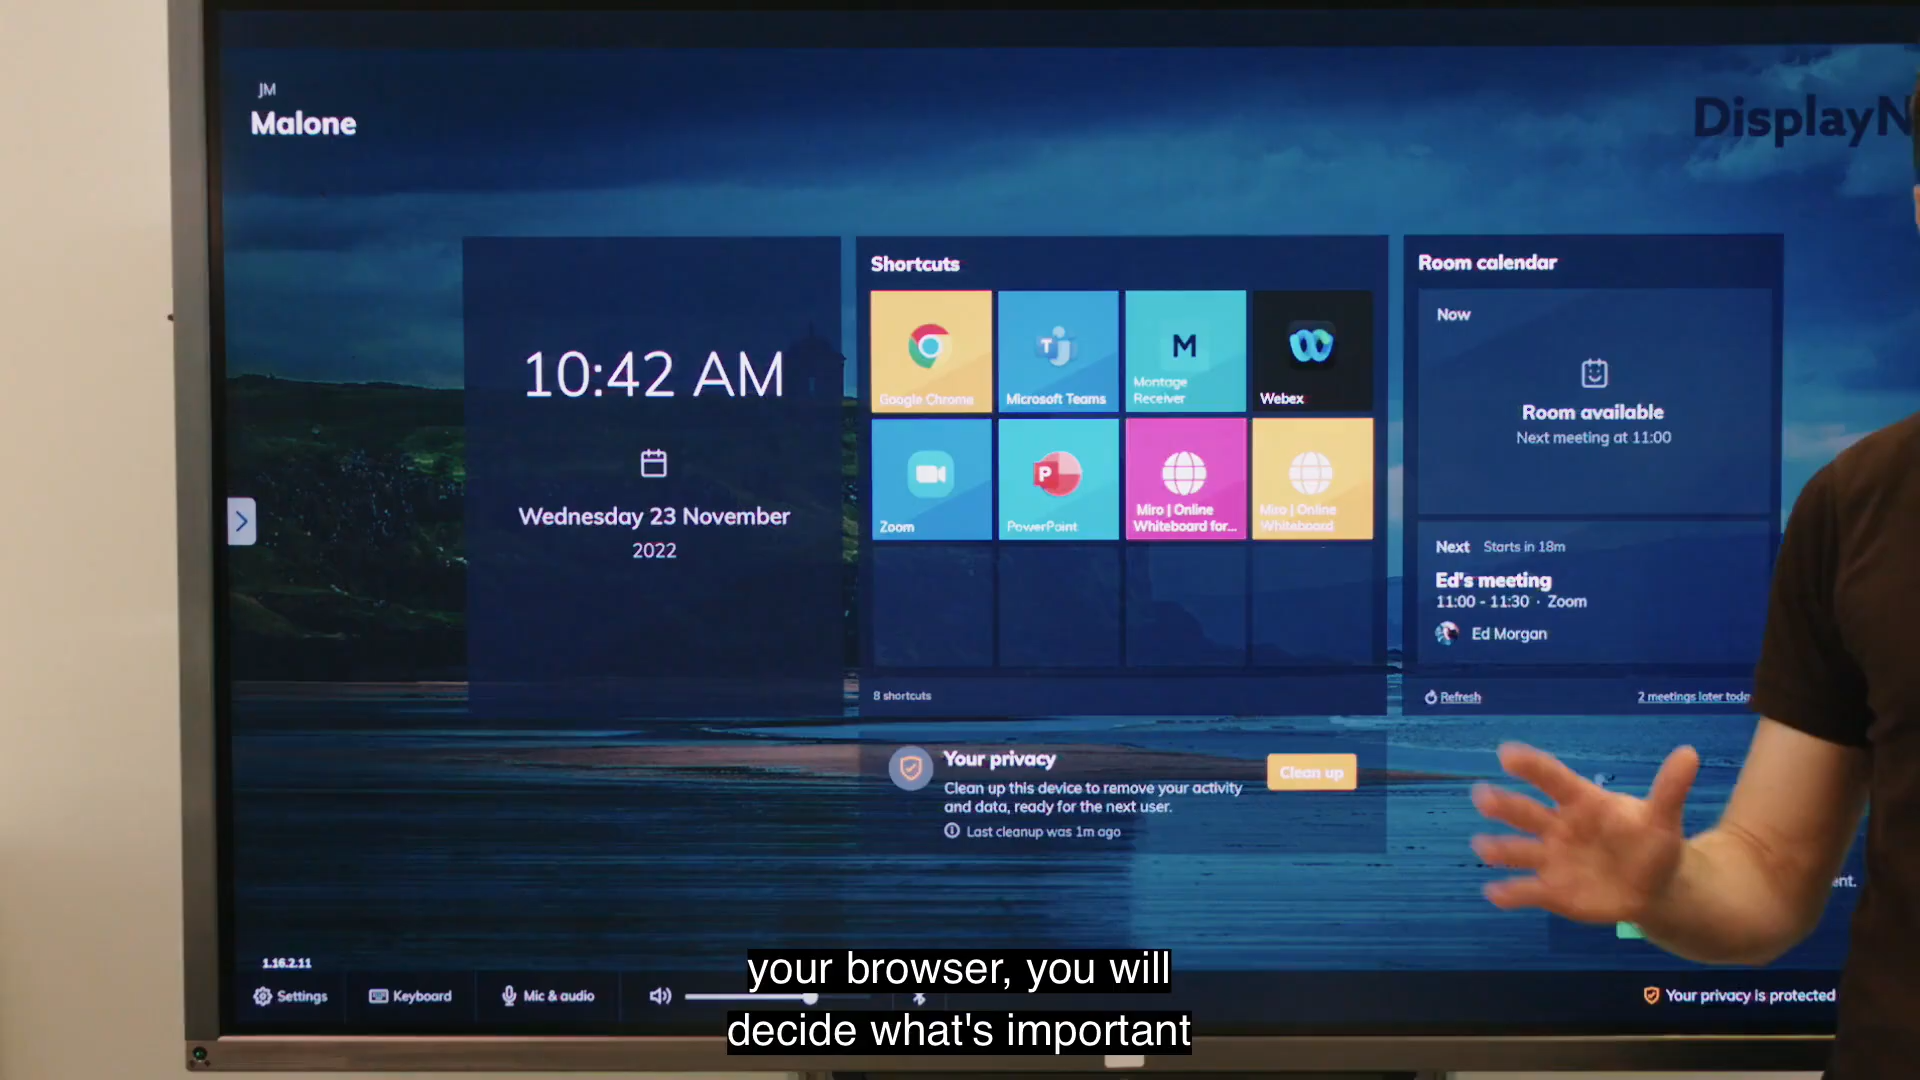 JM
Malone
10:42 AM
Wednesday 23 November
2022
Shortcuts
Google Chrome
Microsoft Teams
M
Montage
Receiver
Webex
Zoom
P
PowerPoint
Miro | Online
Whiteboard for...
Miro | Online
Whiteboard
8 shortcuts
Room calendar
Now
Room available
Next meeting at 11:00
Next Starts in 18m
Ed's meeting
11:00 - 11:30 · Zoom
Ed Morgan
Refresh
2 meetings later
Your privacy
Clean up this device to remove your activity
and data, ready for the next user.
Last cleanup was 1m ago
Clean up
1.16.2.11
Settings
Keyboard
Mic & audio
Your privacy is protected
your browser, you will
decide what's important